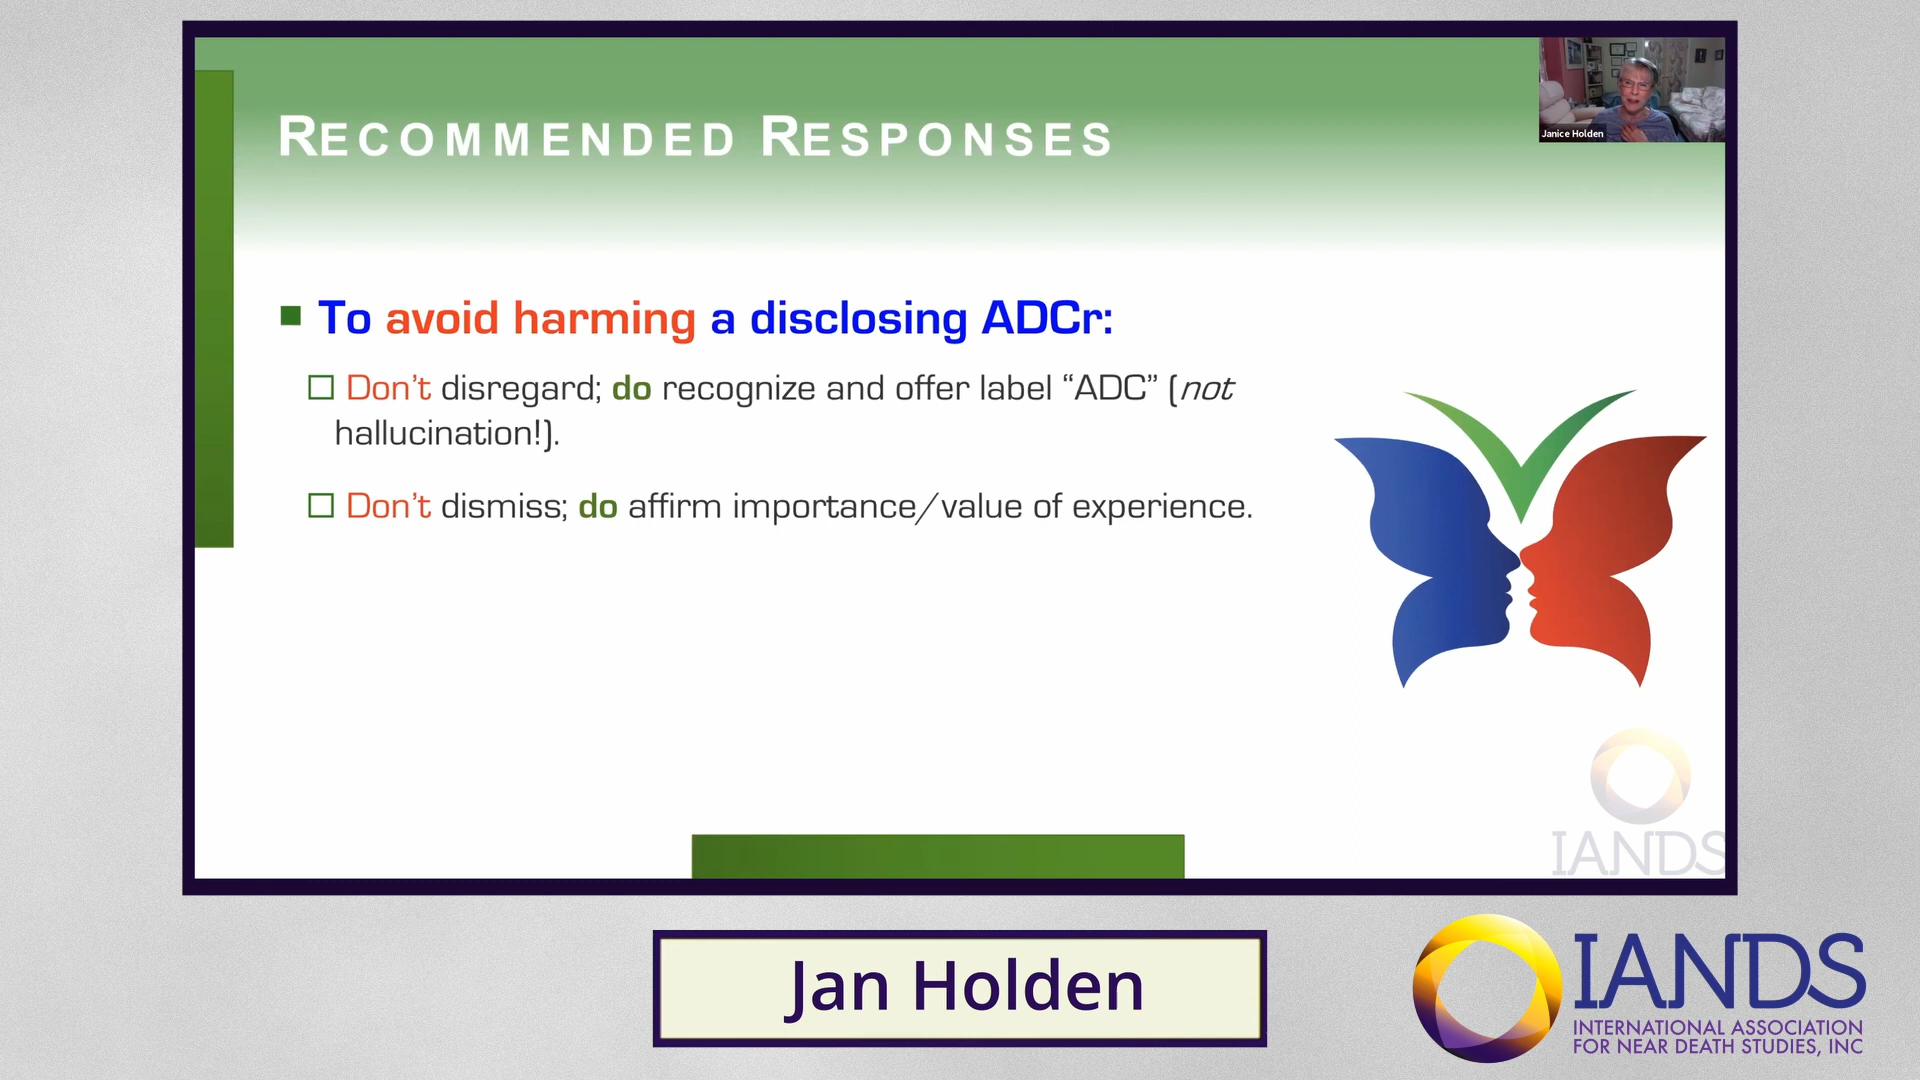 RECOMMENDED RESPONSES
Janice Holden
To avoid harming a disclosing ADCr:
Don't disregard; do recognize and offer label “ADC” (not
hallucination!).
Don't dismiss; do affirm importance/value of experience.
IANDS
Jan Holden
IANDS
INTERNATIONAL ASSOCIATION
FOR NEAR DEATH STUDIES, INC